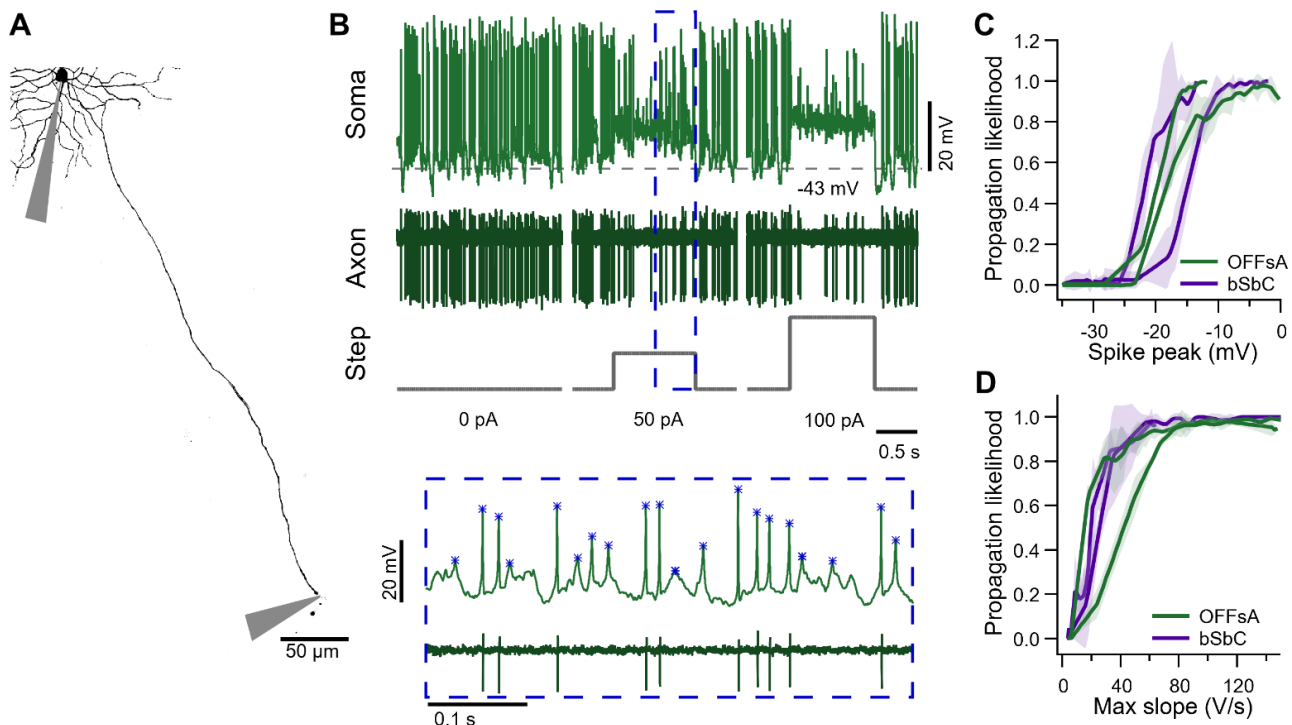 A
50 µm
B
Soma
20 mV
-43 mV
Axon
Step
0 pA
50 pA
100 pA
0.5 s
20 mV
0.1 s
C
Propagation likelihood
1.2
1.0
0.8
0.6
0.4
0.2
0.0
OFFsA
bSbC
-30
-20
-10
0
Spike peak (mV)
D
Propagation likelihood
1.0
0.8
0.6
0.4
0.2
0.0
OFFsA
bSbC
0
40
80
120
Max slope (V/s)